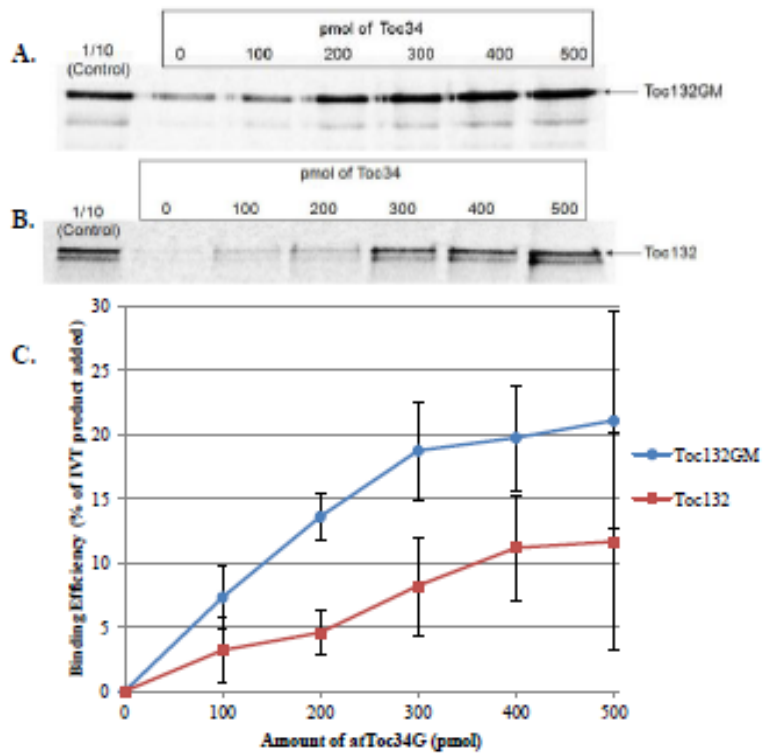 A.
pmol of Toc34
1/10
(Control)
0 100 200 300 400 500
Toc132GM
B.
pmol of Toc34
1/10
(Control)
0 100 200 300 400 500
Toc132
C.
Binding Efficiency (% of IVT product added)
30
25
20
15
10
5
0
0 100 200 300 400 500
Amount of atToc34G (pmol)
Toc132GM
Toc132